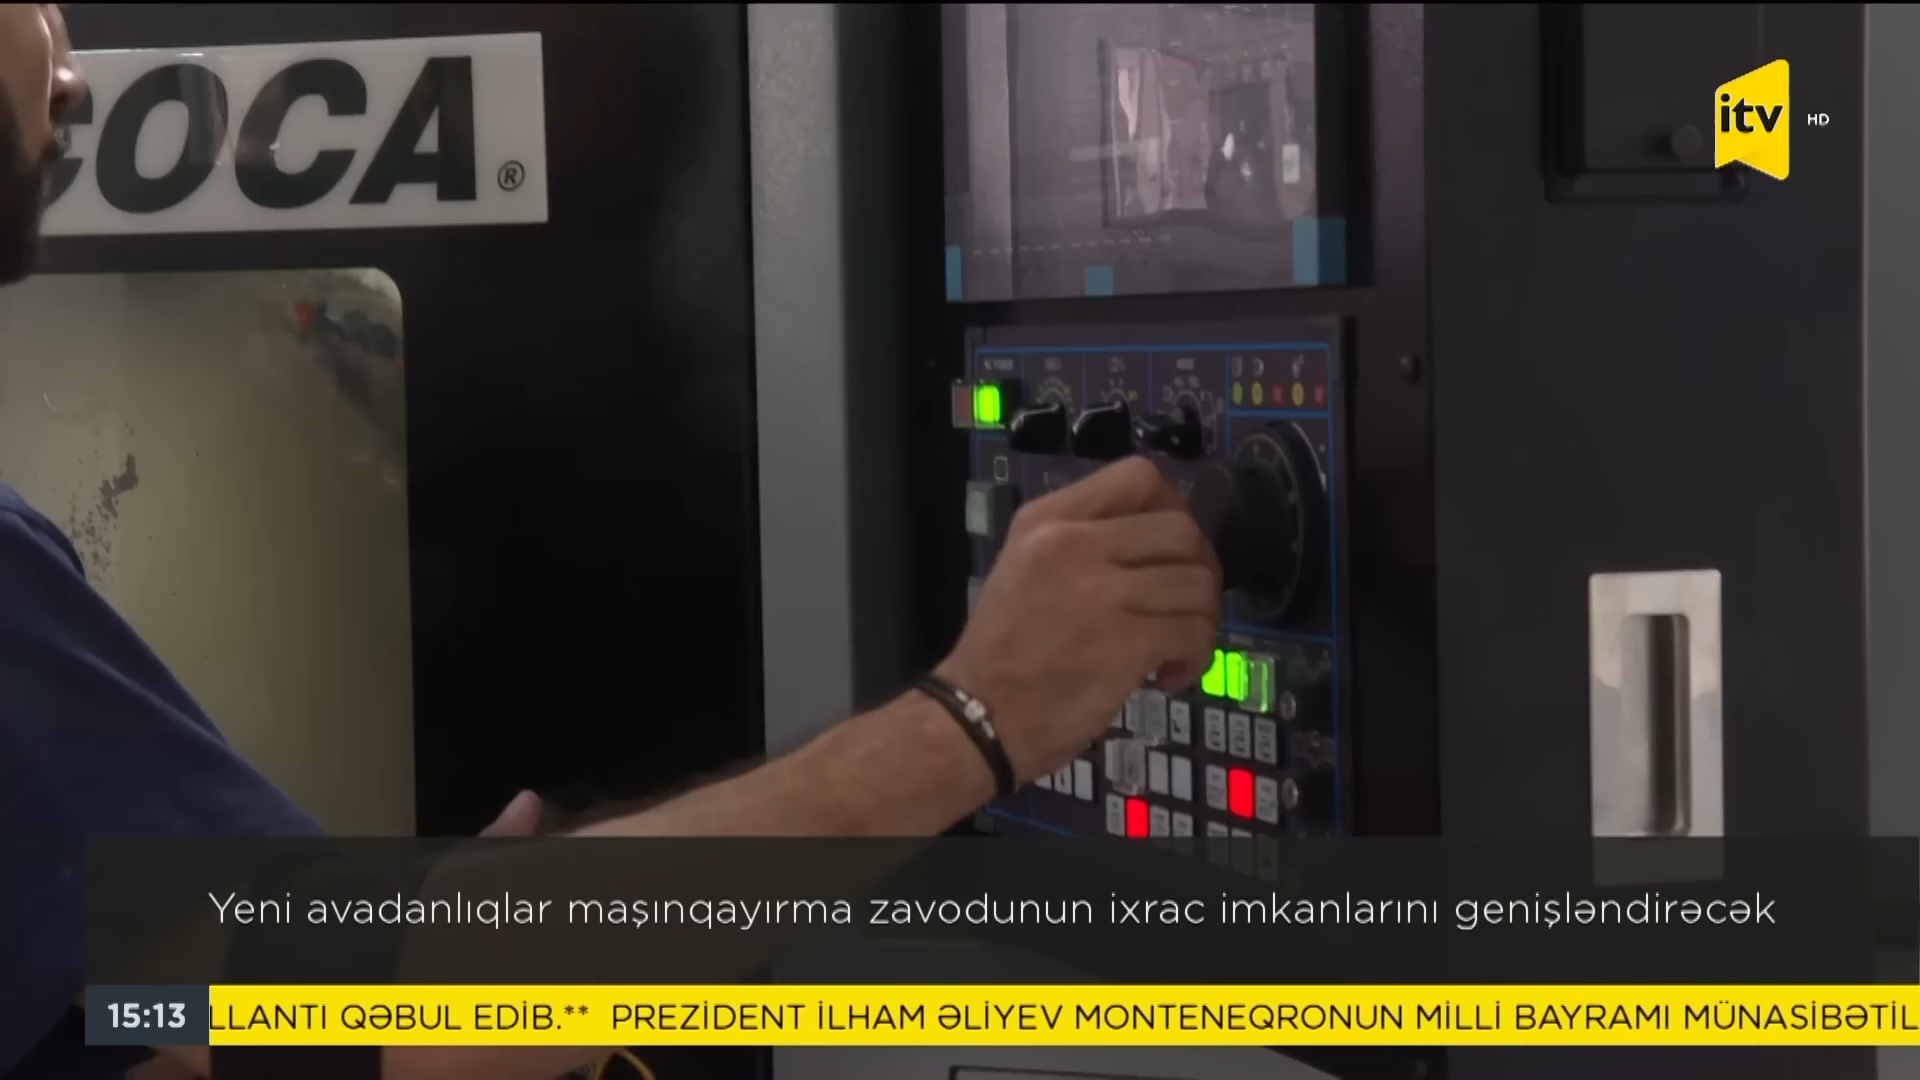 OCA®
itv HD
Yeni avadanlıqlar maşınqayırma zavodunun ixrac imkanlarını genişləndirəcək
15:13 LLANTI QƏBUL EDİB.** PREZİDENT İLHAM ƏLİYEV MONTENEQRONUN MİLLİ BAYRAMI MÜNASİBƏTİL